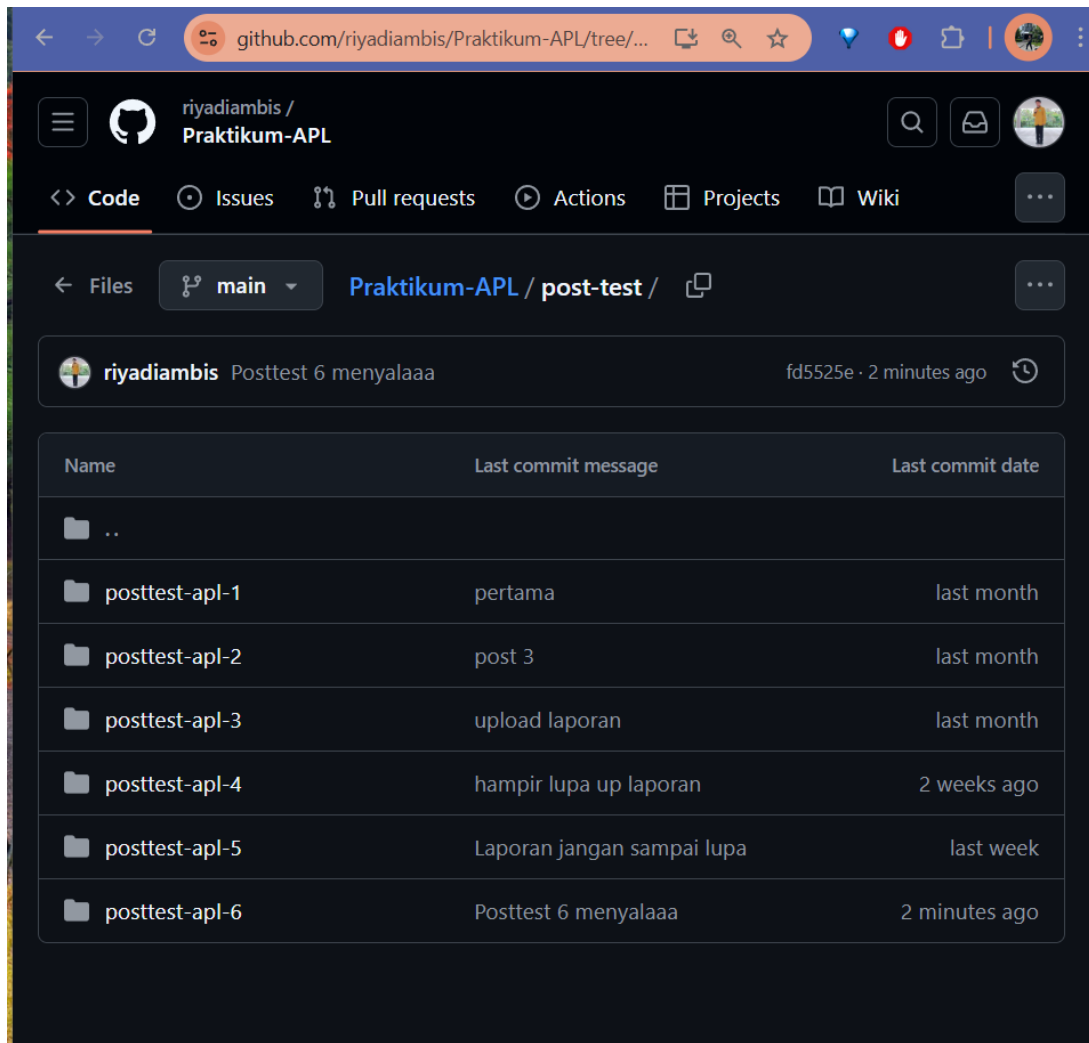 github.com/riyadiambis/Praktikum-APL/tree/...
riyadiambis /
Praktikum-APL
Code Issues Pull requests Actions Projects Wiki ...
Files main Praktikum-APL / post-test / ...
riyadiambis Posttest 6 menyalaaa fd5525e · 2 minutes ago
Name Last commit message Last commit date
..
posttest-apl-1 pertama last month
posttest-apl-2 post 3 last month
posttest-apl-3 upload laporan last month
posttest-apl-4 hampir lupa up laporan 2 weeks ago
posttest-apl-5 Laporan jangan sampai lupa last week
posttest-apl-6 Posttest 6 menyalaaa 2 minutes ago